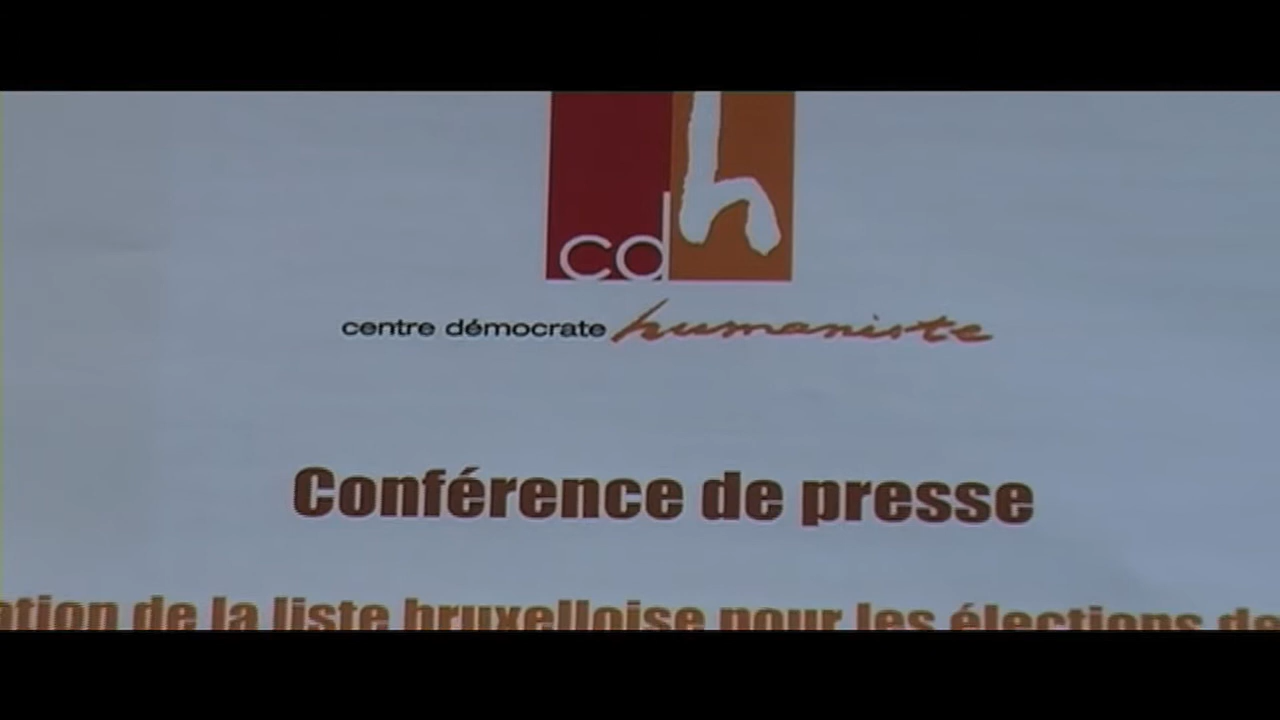 cdh
centre démocrate humaniste
Conférence de presse
de la liste bruxelloise pour les élections